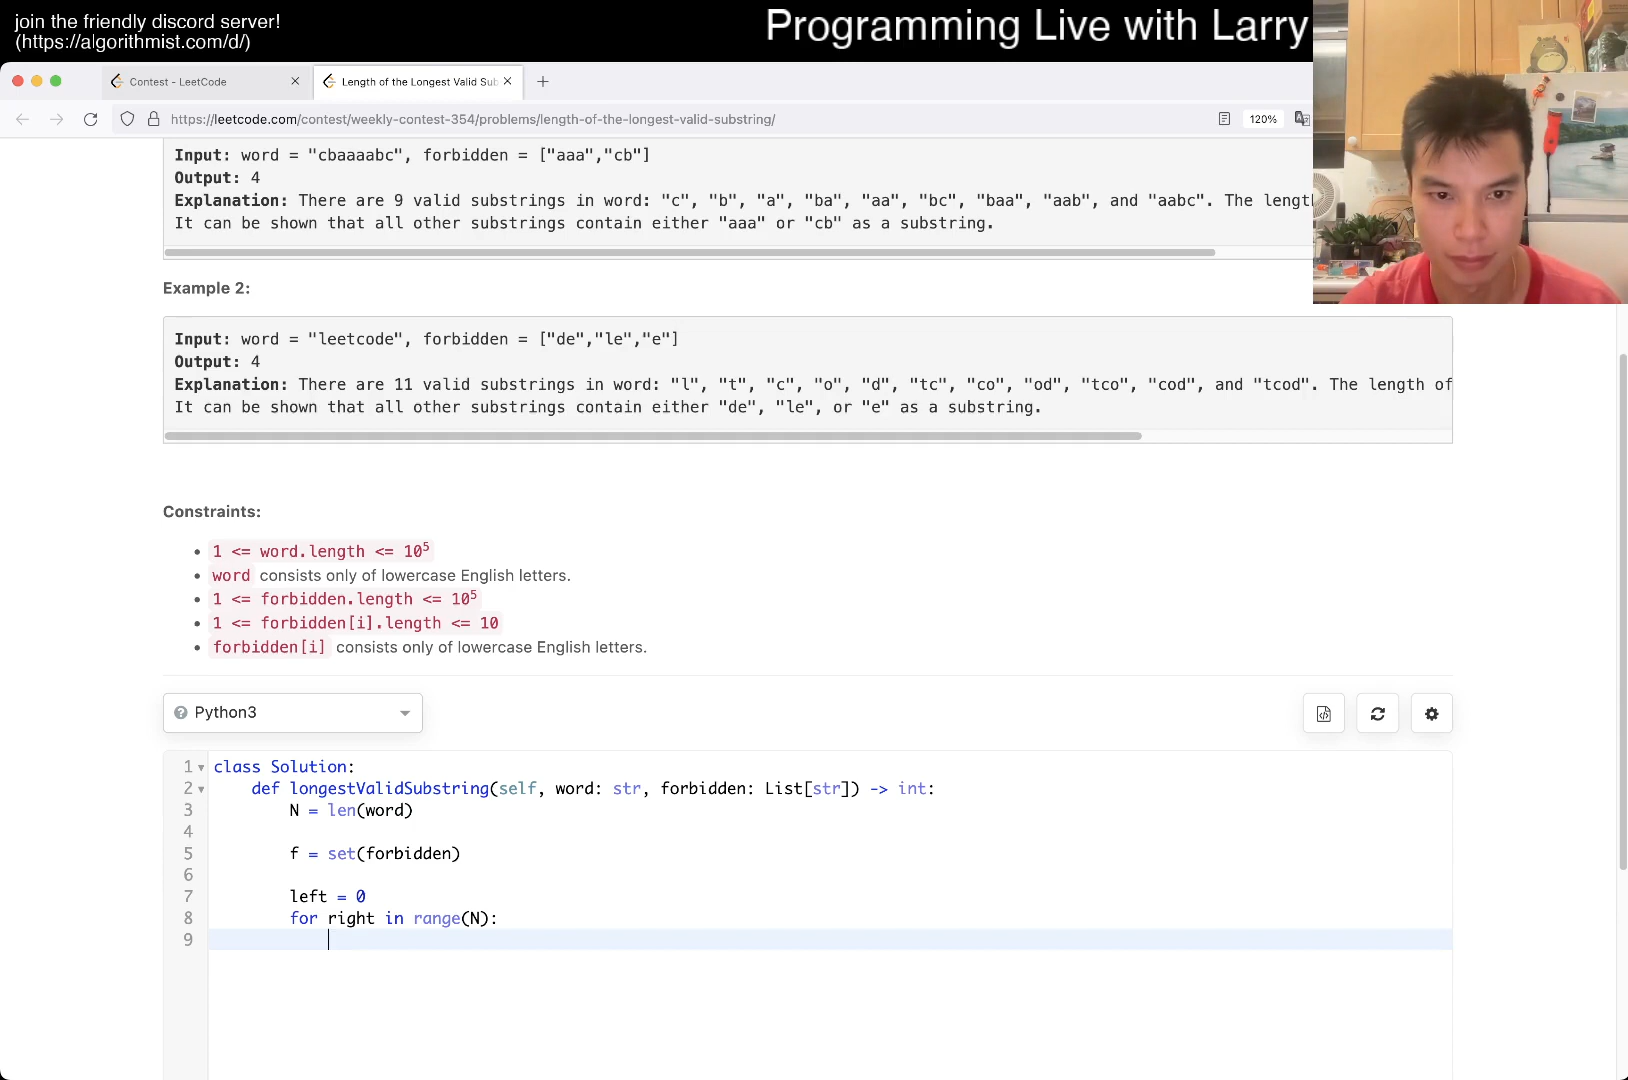 join the friendly discord server!
(https://algorithmist.com/d/)
Programming Live with Larry
Contest - LeetCode
Length of the Longest Valid Sub
https://leetcode.com/contest/weekly-contest-354/problems/length-of-the-longest-valid-substring/
120%
Input: word = "cbaaaabc", forbidden = ["aaa","cb"]
Output: 4
Explanation: There are 9 valid substrings in word: "c", "b", "a", "ba", "aa", "bc", "baa", "aab", and "aabc". The lengt
It can be shown that all other substrings contain either "aaa" or "cb" as a substring.
Example 2:
Input: word = "leetcode", forbidden = ["de","le","e"]
Output: 4
Explanation: There are 11 valid substrings in word: "l", "t", "c", "o", "d", "tc", "co", "od", "tco", "cod", and "tcod". The length of
It can be shown that all other substrings contain either "de", "le", or "e" as a substring.
Constraints:
• 1 <= word.length <= 10⁵
• word consists only of lowercase English letters.
• 1 <= forbidden.length <= 10⁵
• 1 <= forbidden[i].length <= 10
• forbidden[i] consists only of lowercase English letters.
Python3
1 class Solution:
2     def longestValidSubstring(self, word: str, forbidden: List[str]) -> int:
3         N = len(word)
4
5         f = set(forbidden)
6
7         left = 0
8         for right in range(N):
9